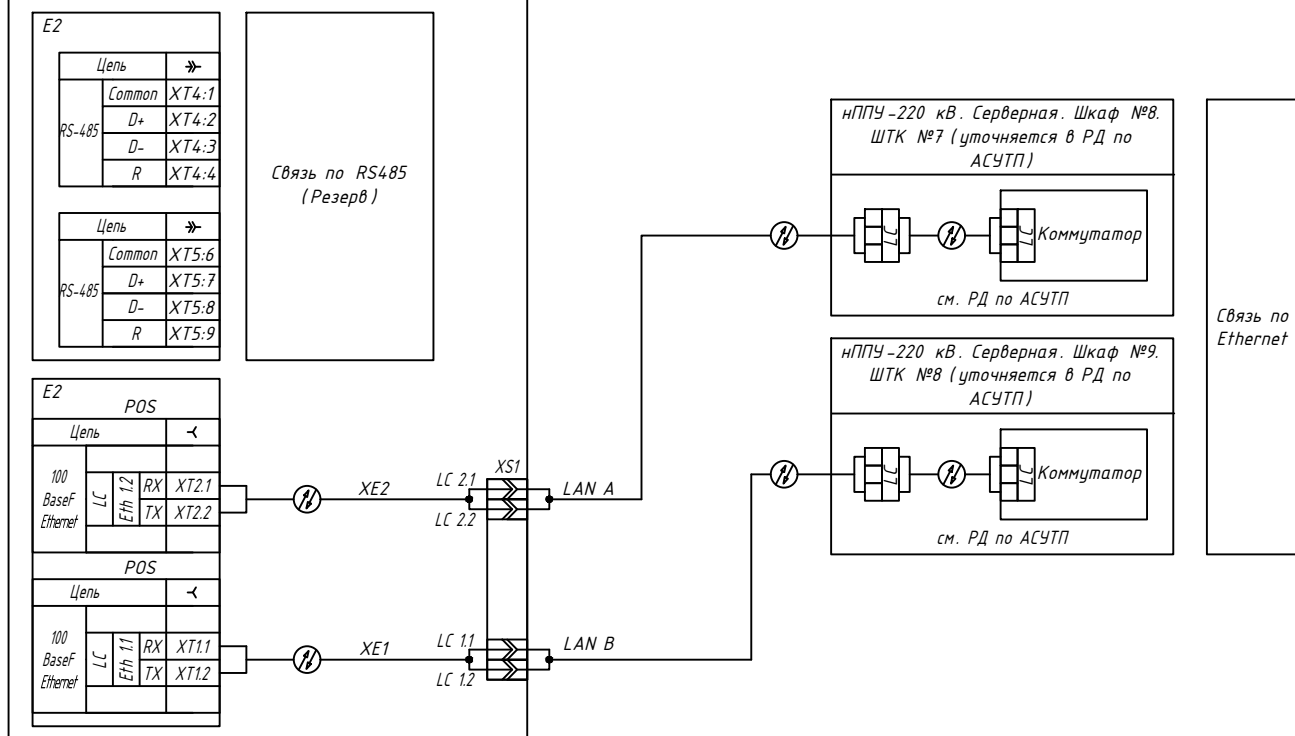 E2
Цепь
RS-485
Common XT4:1
D+ XT4:2
D- XT4:3
R XT4:4
Цепь
RS-485
Common XT5:6
D+ XT5:7
D- XT5:8
R XT5:9
Связь по RS485
(Резерв)
E2
POS
Цепь
100
BaseF
Ethernet
LC
Eth 1.2
RX XT2.1
TX XT2.2
POS
Цепь
100
BaseF
Ethernet
LC
Eth 1.1
RX XT1.1
TX XT1.2
XE2
LC 2.1
LC 2.2
XS1
LAN A
XE1
LC 1.1
LC 1.2
LAN B
нППУ-220 кВ. Серверная. Шкаф №8.
ШТК №7 (уточняется в РД по
АСУТП)
LC
LC
Коммутатор
см. РД по АСУТП
нППУ-220 кВ. Серверная. Шкаф №9.
ШТК №8 (уточняется в РД по
АСУТП)
LC
LC
Коммутатор
см. РД по АСУТП
Связь по
Ethernet